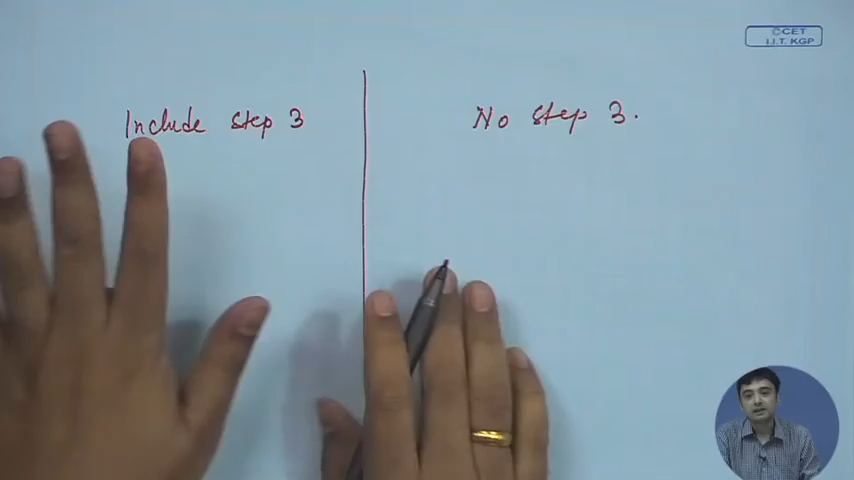 ©CET
I.I.T. KGP
Include step 3
No step 3.